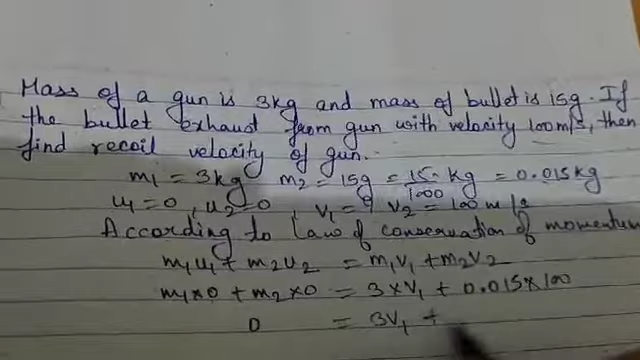 Mass of a gun is 3kg and mass of bullet is 15g. If
the bullet exhaust from gun with velocity 100m/s, then
find recoil velocity of gun.
m₁ = 3kg m₂ = 15g = 15/1000 kg = 0.015kg
u₁ = 0, u₂ = 0, v₁ = ? v₂ = 100 m/s
According to Law of conservation of momentum
m₁u₁ + m₂u₂ = m₁v₁ + m₂v₂
m₁×0 + m₂×0 = 3×v₁ + 0.015×100
0 = 3v₁ +